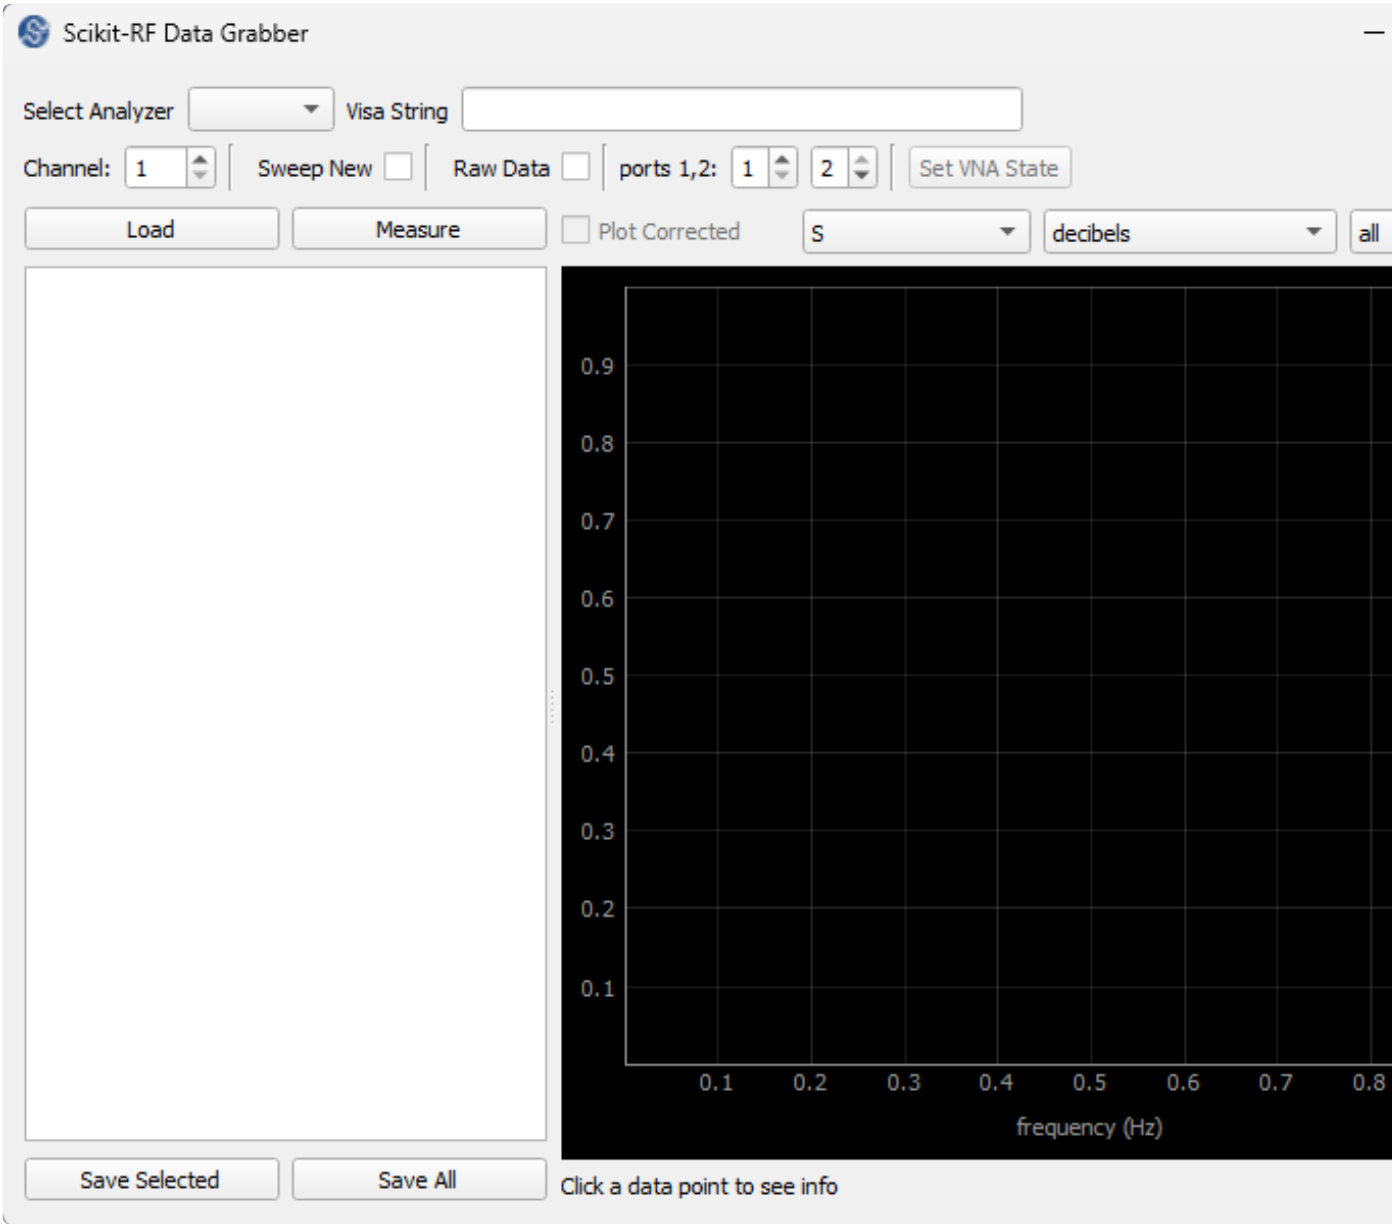 Scikit-RF Data Grabber
Select Analyzer Visa String
Channel: 1 Sweep New Raw Data ports 1,2: 1 2 Set VNA State
Load Measure Plot Corrected S decibels all
0.9
0.8
0.7
0.6
0.5
0.4
0.3
0.2
0.1
0.1 0.2 0.3 0.4 0.5 0.6 0.7 0.8
frequency (Hz)
Save Selected Save All Click a data point to see info